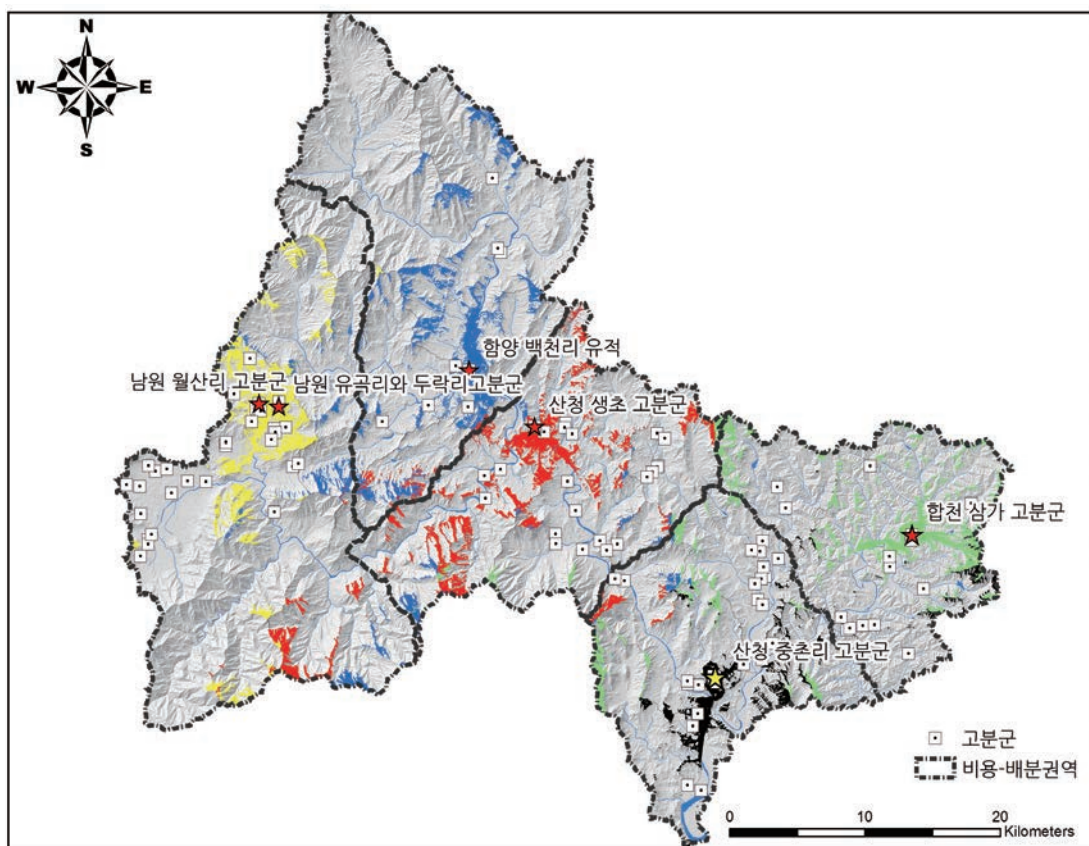 N
W E
S
함양 백천리 유적
남원 월산리 고분군 남원 유곡리와 두락리고분군
산청 생초 고분군
합천 삼가 고분군
산청 중촌리 고분군
고분군
비용-배분권역
0 10 20
Kilometers